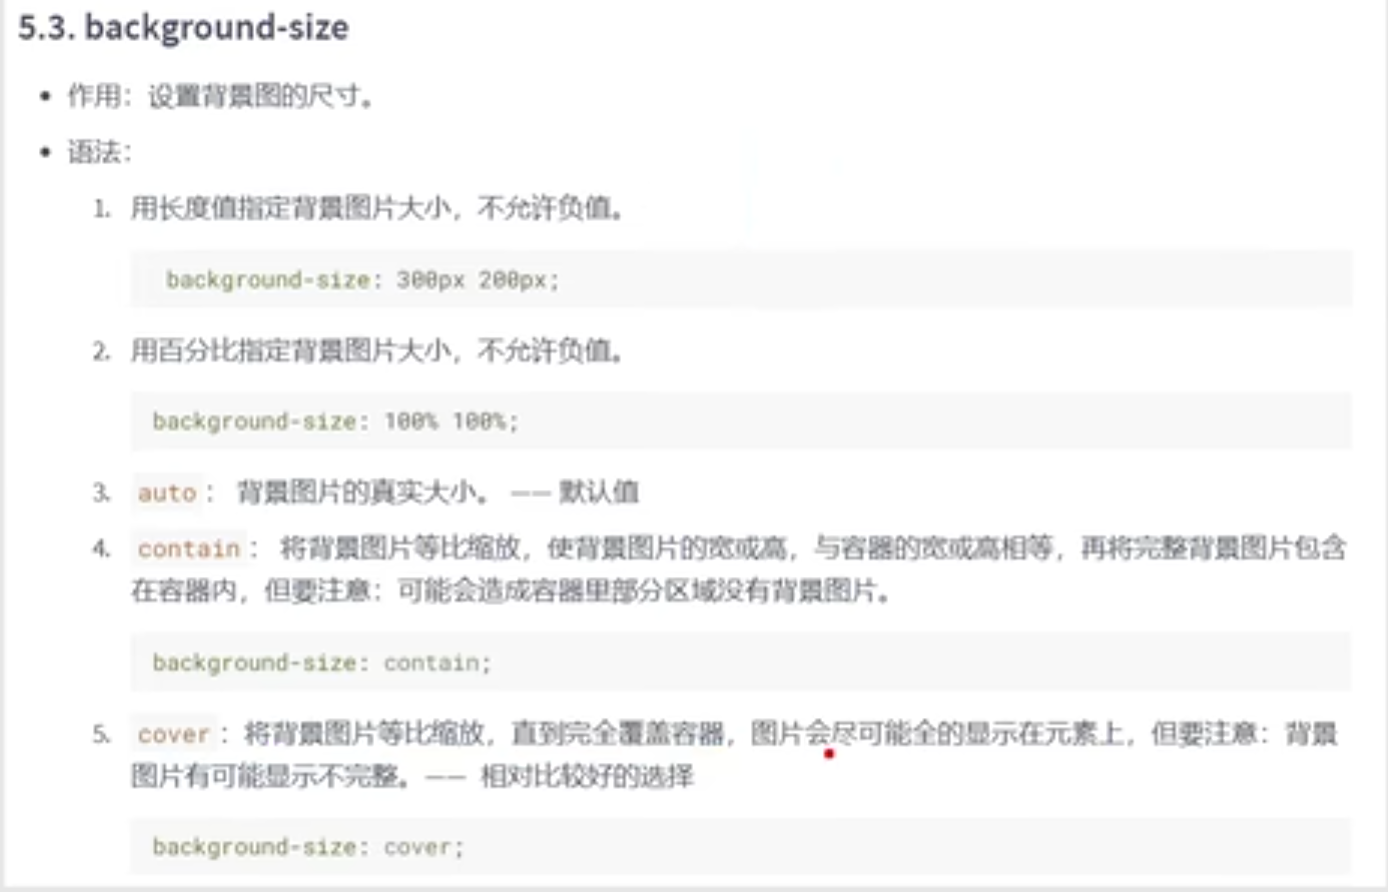 5.3. background-size
• 作用：设置背景图的尺寸。
• 语法：
1. 用长度值指定背景图片大小，不允许负值。
background-size: 300px 200px;
2. 用百分比指定背景图片大小，不允许负值。
background-size: 100% 100%;
3. auto： 背景图片的真实大小。 —— 默认值
4. contain： 将背景图片等比缩放，使背景图片的宽或高，与容器的宽或高相等，再将完整背景图片包含
在容器内，但要注意：可能会造成容器里部分区域没有背景图片。
background-size: contain;
5. cover：将背景图片等比缩放，直到完全覆盖容器，图片会尽可能全的显示在元素上，但要注意：背景
图片有可能显示不完整。—— 相对比较好的选择
background-size: cover;